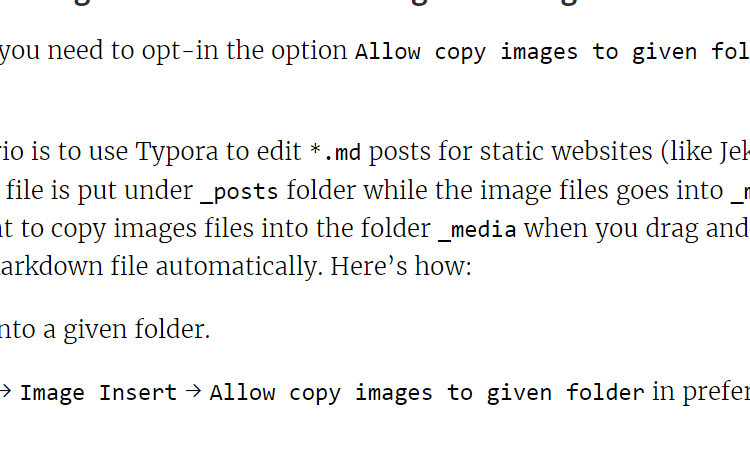 you need to opt-in the option Allow copy images to given fol
io is to use Typora to edit *.md posts for static websites (like Jek
file is put under _posts folder while the image files goes into _m
t to copy images files into the folder _media when you drag and
arkdown file automatically. Here’s how:
nto a given folder.
→ Image Insert → Allow copy images to given folder in prefer